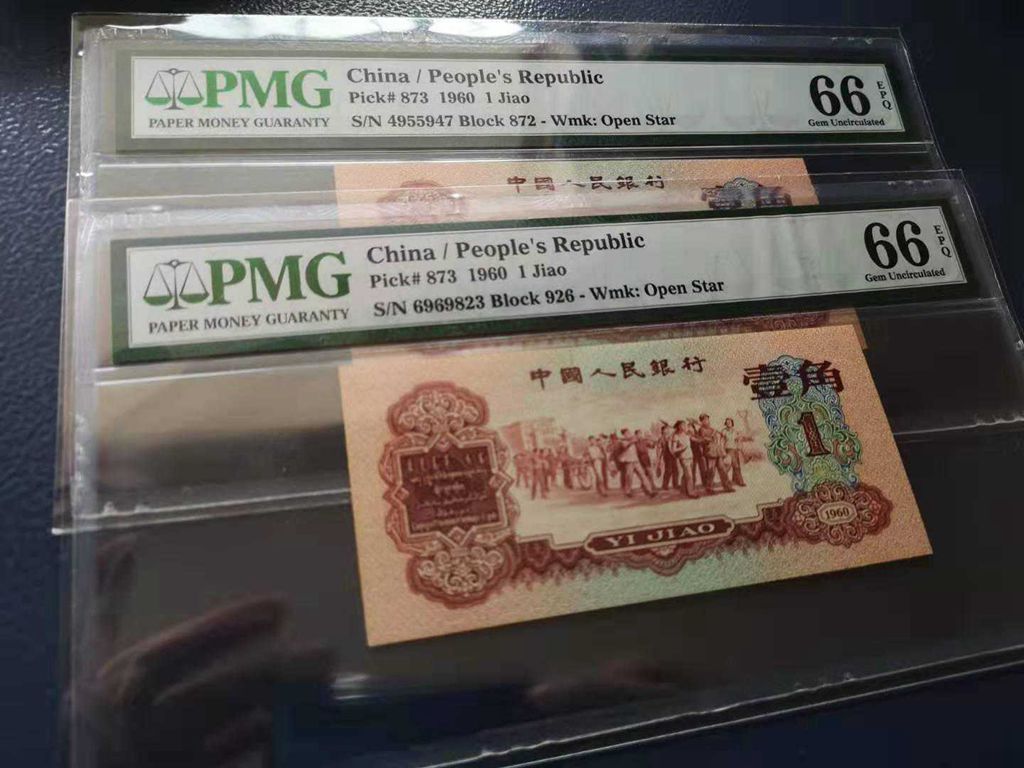 PMG
PAPER MONEY GUARANTY
China / People's Republic
Pick# 873 1960 1 Jiao
S/N 4955947 Block 872 - Wmk: Open Star
66 EPQ
Gem Uncirculated
中國人民銀行
PMG
PAPER MONEY GUARANTY
China / People's Republic
Pick# 873 1960 1 Jiao
S/N 6969823 Block 926 - Wmk: Open Star
66 EPQ
Gem Uncirculated
中國人民銀行
壹角
1
1960
YI JIAO